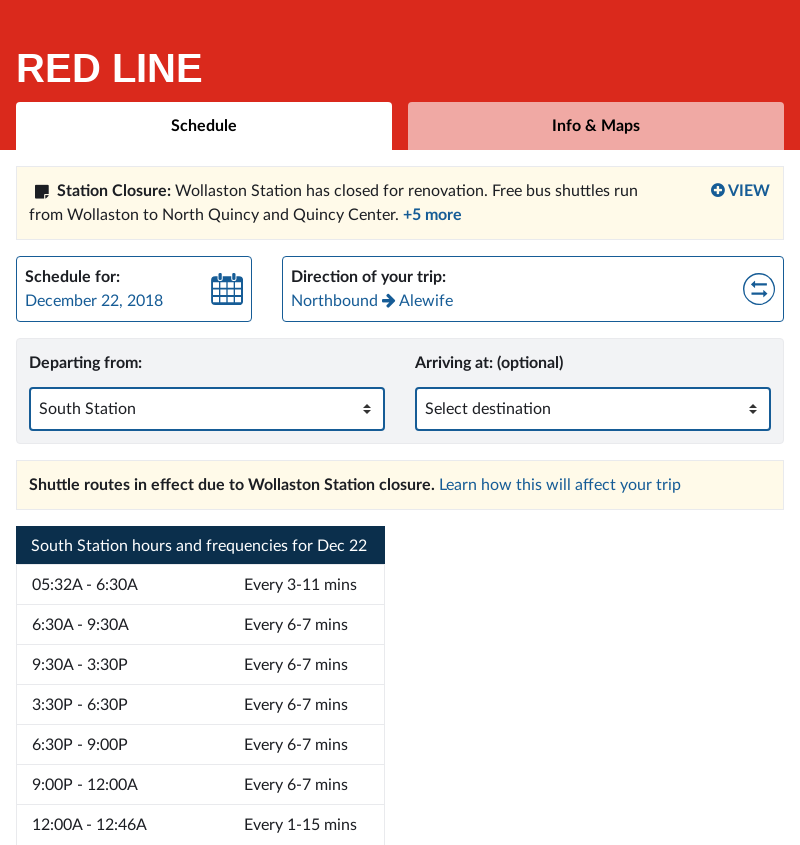 RED LINE
Schedule
Info & Maps
Station Closure: Wollaston Station has closed for renovation. Free bus shuttles run
from Wollaston to North Quincy and Quincy Center. +5 more
VIEW
Schedule for:
December 22, 2018
Direction of your trip:
Northbound → Alewife
Departing from:
South Station
Arriving at: (optional)
Select destination
Shuttle routes in effect due to Wollaston Station closure. Learn how this will affect your trip
South Station hours and frequencies for Dec 22
05:32A - 6:30A Every 3-11 mins
6:30A - 9:30A Every 6-7 mins
9:30A - 3:30P Every 6-7 mins
3:30P - 6:30P Every 6-7 mins
6:30P - 9:00P Every 6-7 mins
9:00P - 12:00A Every 6-7 mins
12:00A - 12:46A Every 1-15 mins